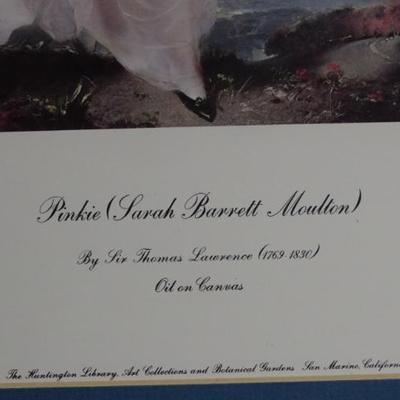 Pinkie (Sarah Barrett Moulton)
By Sir Thomas Lawrence (1769-1830)
Oil on Canvas
The Huntington Library, Art Collections and Botanical Gardens San Marino, California